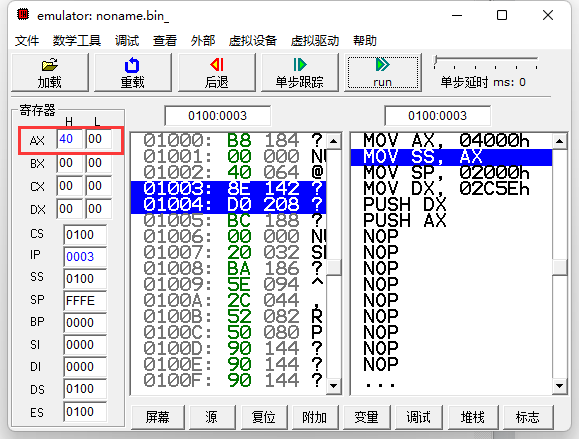 emulator: noname.bin_
文件 数学工具 调试 查看 外部 虚拟设备 虚拟驱动 帮助
加载 重载 后退 单步跟踪 run 单步延时 ms: 0
寄存器 0100:0003 0100:0003
H L
AX 40 00
BX 00 00
CX 00 00
DX 00 00
CS 0100
IP 0003
SS 0100
SP FFFE
BP 0000
SI 0000
DI 0000
DS 0100
ES 0100
01000: B8 184 ?
01001: 00 000 NU
01002: 40 064 @
01003: 8E 142 ?
01004: D0 208 ?
01005: BC 188 ?
01006: 00 000 NU
01007: 20 032 SI
01008: BA 186 ?
01009: 5E 094 ^
0100A: 2C 044 ,
0100B: 52 082 R
0100C: 50 080 P
0100D: 90 144 ?
0100E: 90 144 ?
0100F: 90 144 ?
MOV AX, 04000h
MOV SS, AX
MOV SP, 02000h
MOV DX, 02C5Eh
PUSH DX
PUSH AX
NOP
NOP
NOP
NOP
NOP
NOP
NOP
NOP
NOP
...
屏幕 源 复位 附加 变量 调试 堆栈 标志